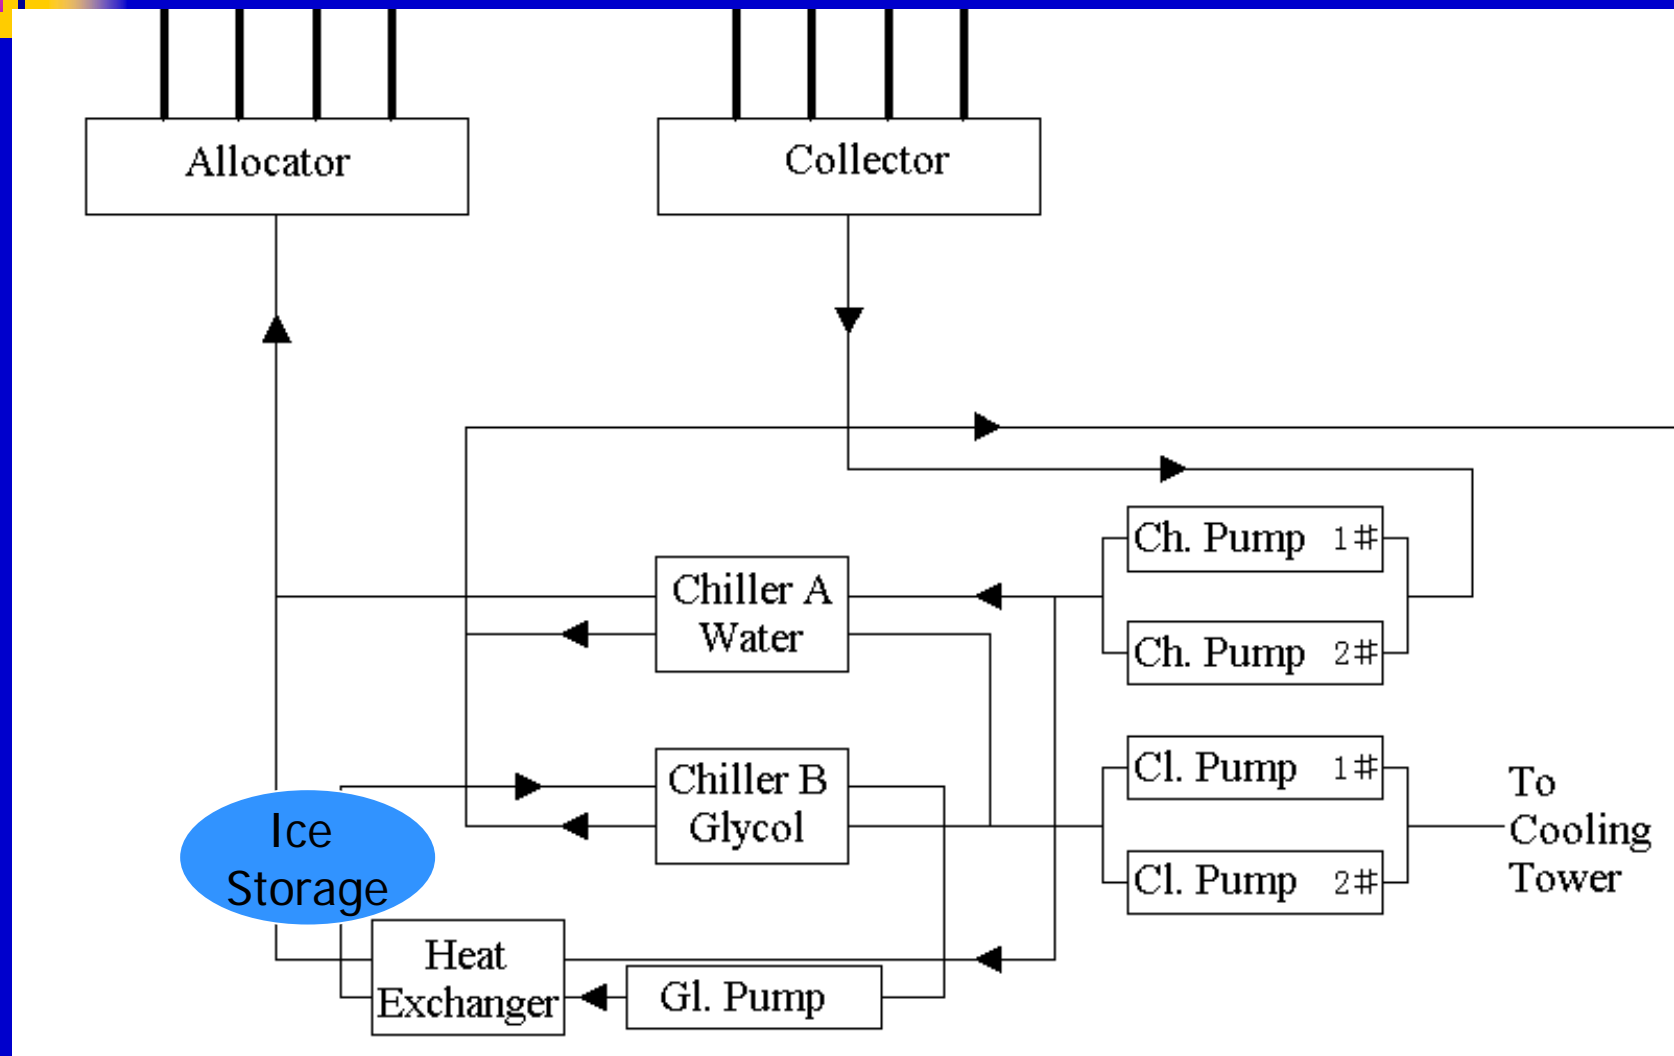 Allocator
Collector
Ch. Pump 1#
Chiller A
Water
Ch. Pump 2#
Chiller B
Glycol
Cl. Pump 1#
To
Cooling
Tower
Cl. Pump 2#
Ice
Storage
Heat
Exchanger
Gl. Pump